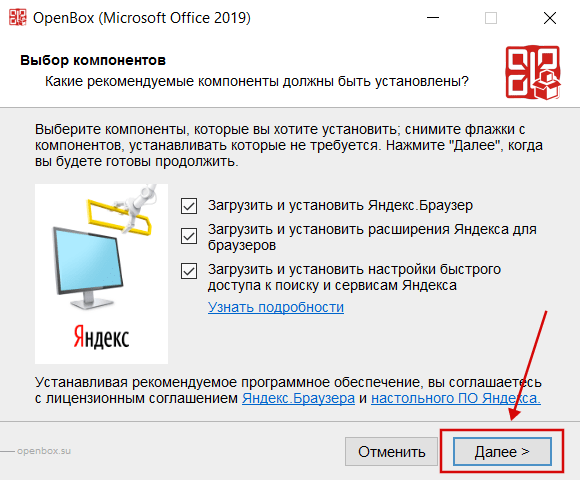 OpenBox (Microsoft Office 2019)
Выбор компонентов
Какие рекомендуемые компоненты должны быть установлены?
Выберите компоненты, которые вы хотите установить; снимите флажки с
компонентов, устанавливать которые не требуется. Нажмите "Далее", когда
вы будете готовы продолжить.
Загрузить и установить Яндекс.Браузер
Загрузить и установить расширения Яндекса для
браузеров
Загрузить и установить настройки быстрого
доступа к поиску и сервисам Яндекса
Узнать подробности
Яндекс
Устанавливая рекомендуемое программное обеспечение, вы соглашаетесь
с лицензионным соглашением Яндекс.Браузера и настольного ПО Яндекса.
openbox.su
Отменить
Далее >